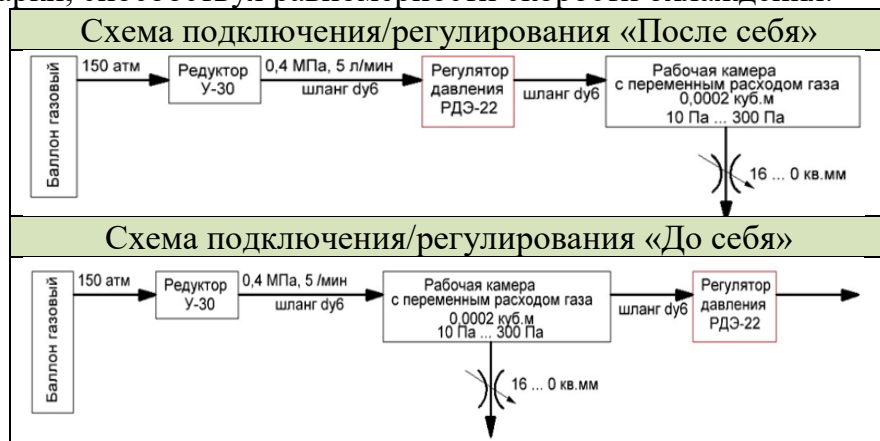 способствуя равномерности скорости охлаждения.
Схема подключения/регулирования «После себя»
Баллон газовый
150 атм
Редуктор
У-30
0,4 МПа, 5 л/мин
шланг dy6
Регулятор
давления
РДЭ-22
шланг dy6
Рабочая камера
с переменным расходом газа
0,0002 куб.м
10 Па ... 300 Па
16 ... 0 кв.мм
Схема подключения/регулирования «До себя»
Баллон газовый
150 атм
Редуктор
У-30
0,4 МПа, 5 /мин
шланг dy6
Рабочая камера
с переменным расходом газа
0,0002 куб.м
10 Па ... 300 Па
шланг dy6
Регулятор
давления
РДЭ-22
16 ... 0 кв.мм